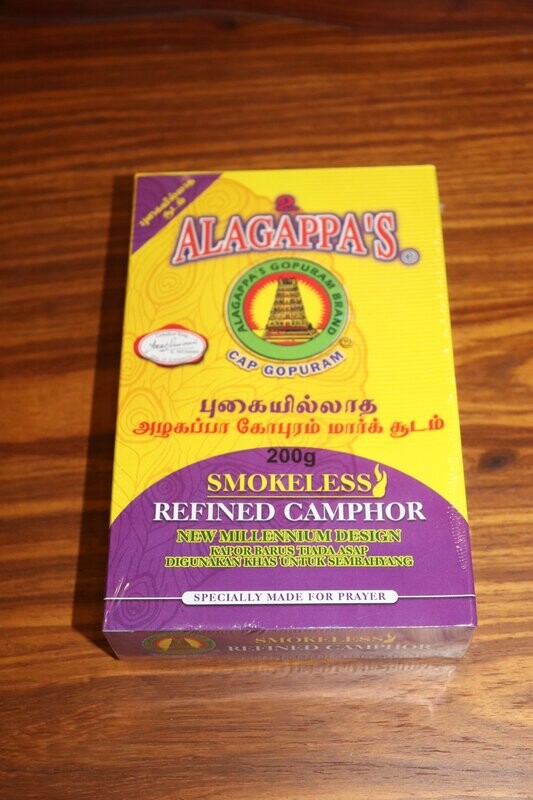 புகையில்லாத
சூடம்
ALAGAPPA'S
ALAGAPPA'S GOPURAM BRAND
CAP GOPURAM
புகையில்லாத
அழகப்பா கோபுரம் மார்க் சூடம்
200g
SMOKELESS
REFINED CAMPHOR
NEW MILLENNIUM DESIGN
KAPOR BARUS TIADA ASAP
DIGUNAKAN KHAS UNTUK SEMBAHYANG
SPECIALLY MADE FOR PRAYER
SMOKELESS
REFINED CAMPHOR